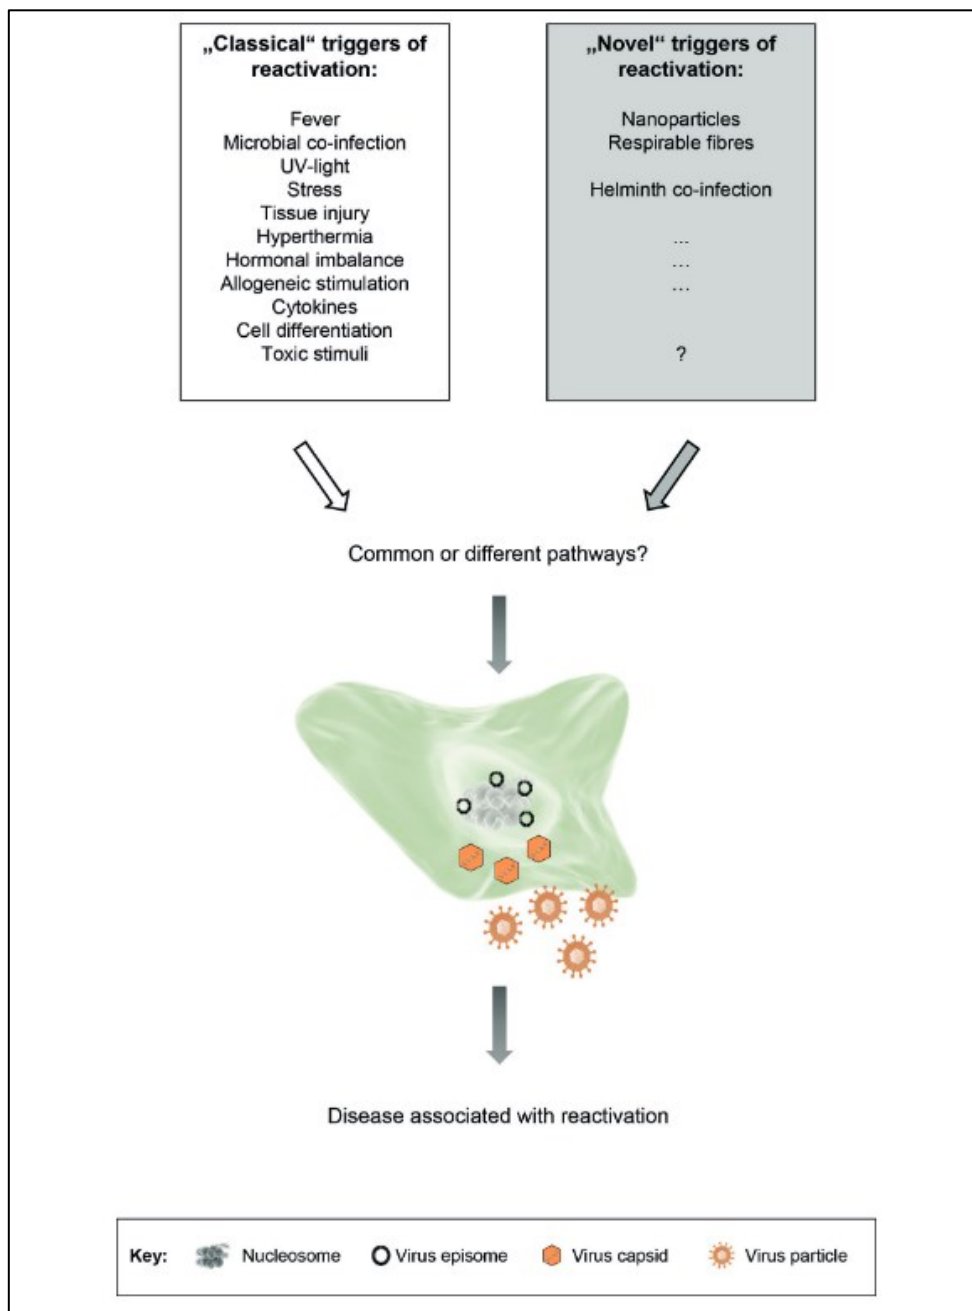 „Classical“ triggers of
reactivation:
Fever
Microbial co-infection
UV-light
Stress
Tissue injury
Hyperthermia
Hormonal imbalance
Allogeneic stimulation
Cytokines
Cell differentiation
Toxic stimuli
„Novel“ triggers of
reactivation:
Nanoparticles
Respirable fibres
Helminth co-infection
...
...
...
?
Common or different pathways?
Disease associated with reactivation
Key: Nucleosome Virus episome Virus capsid Virus particle